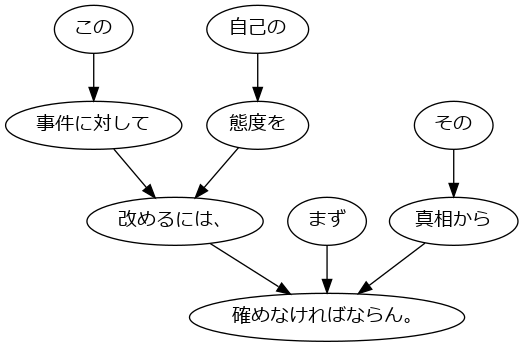 この
自己の
事件に対して
態度を
その
改めるには、
まず
真相から
確めなければならん。